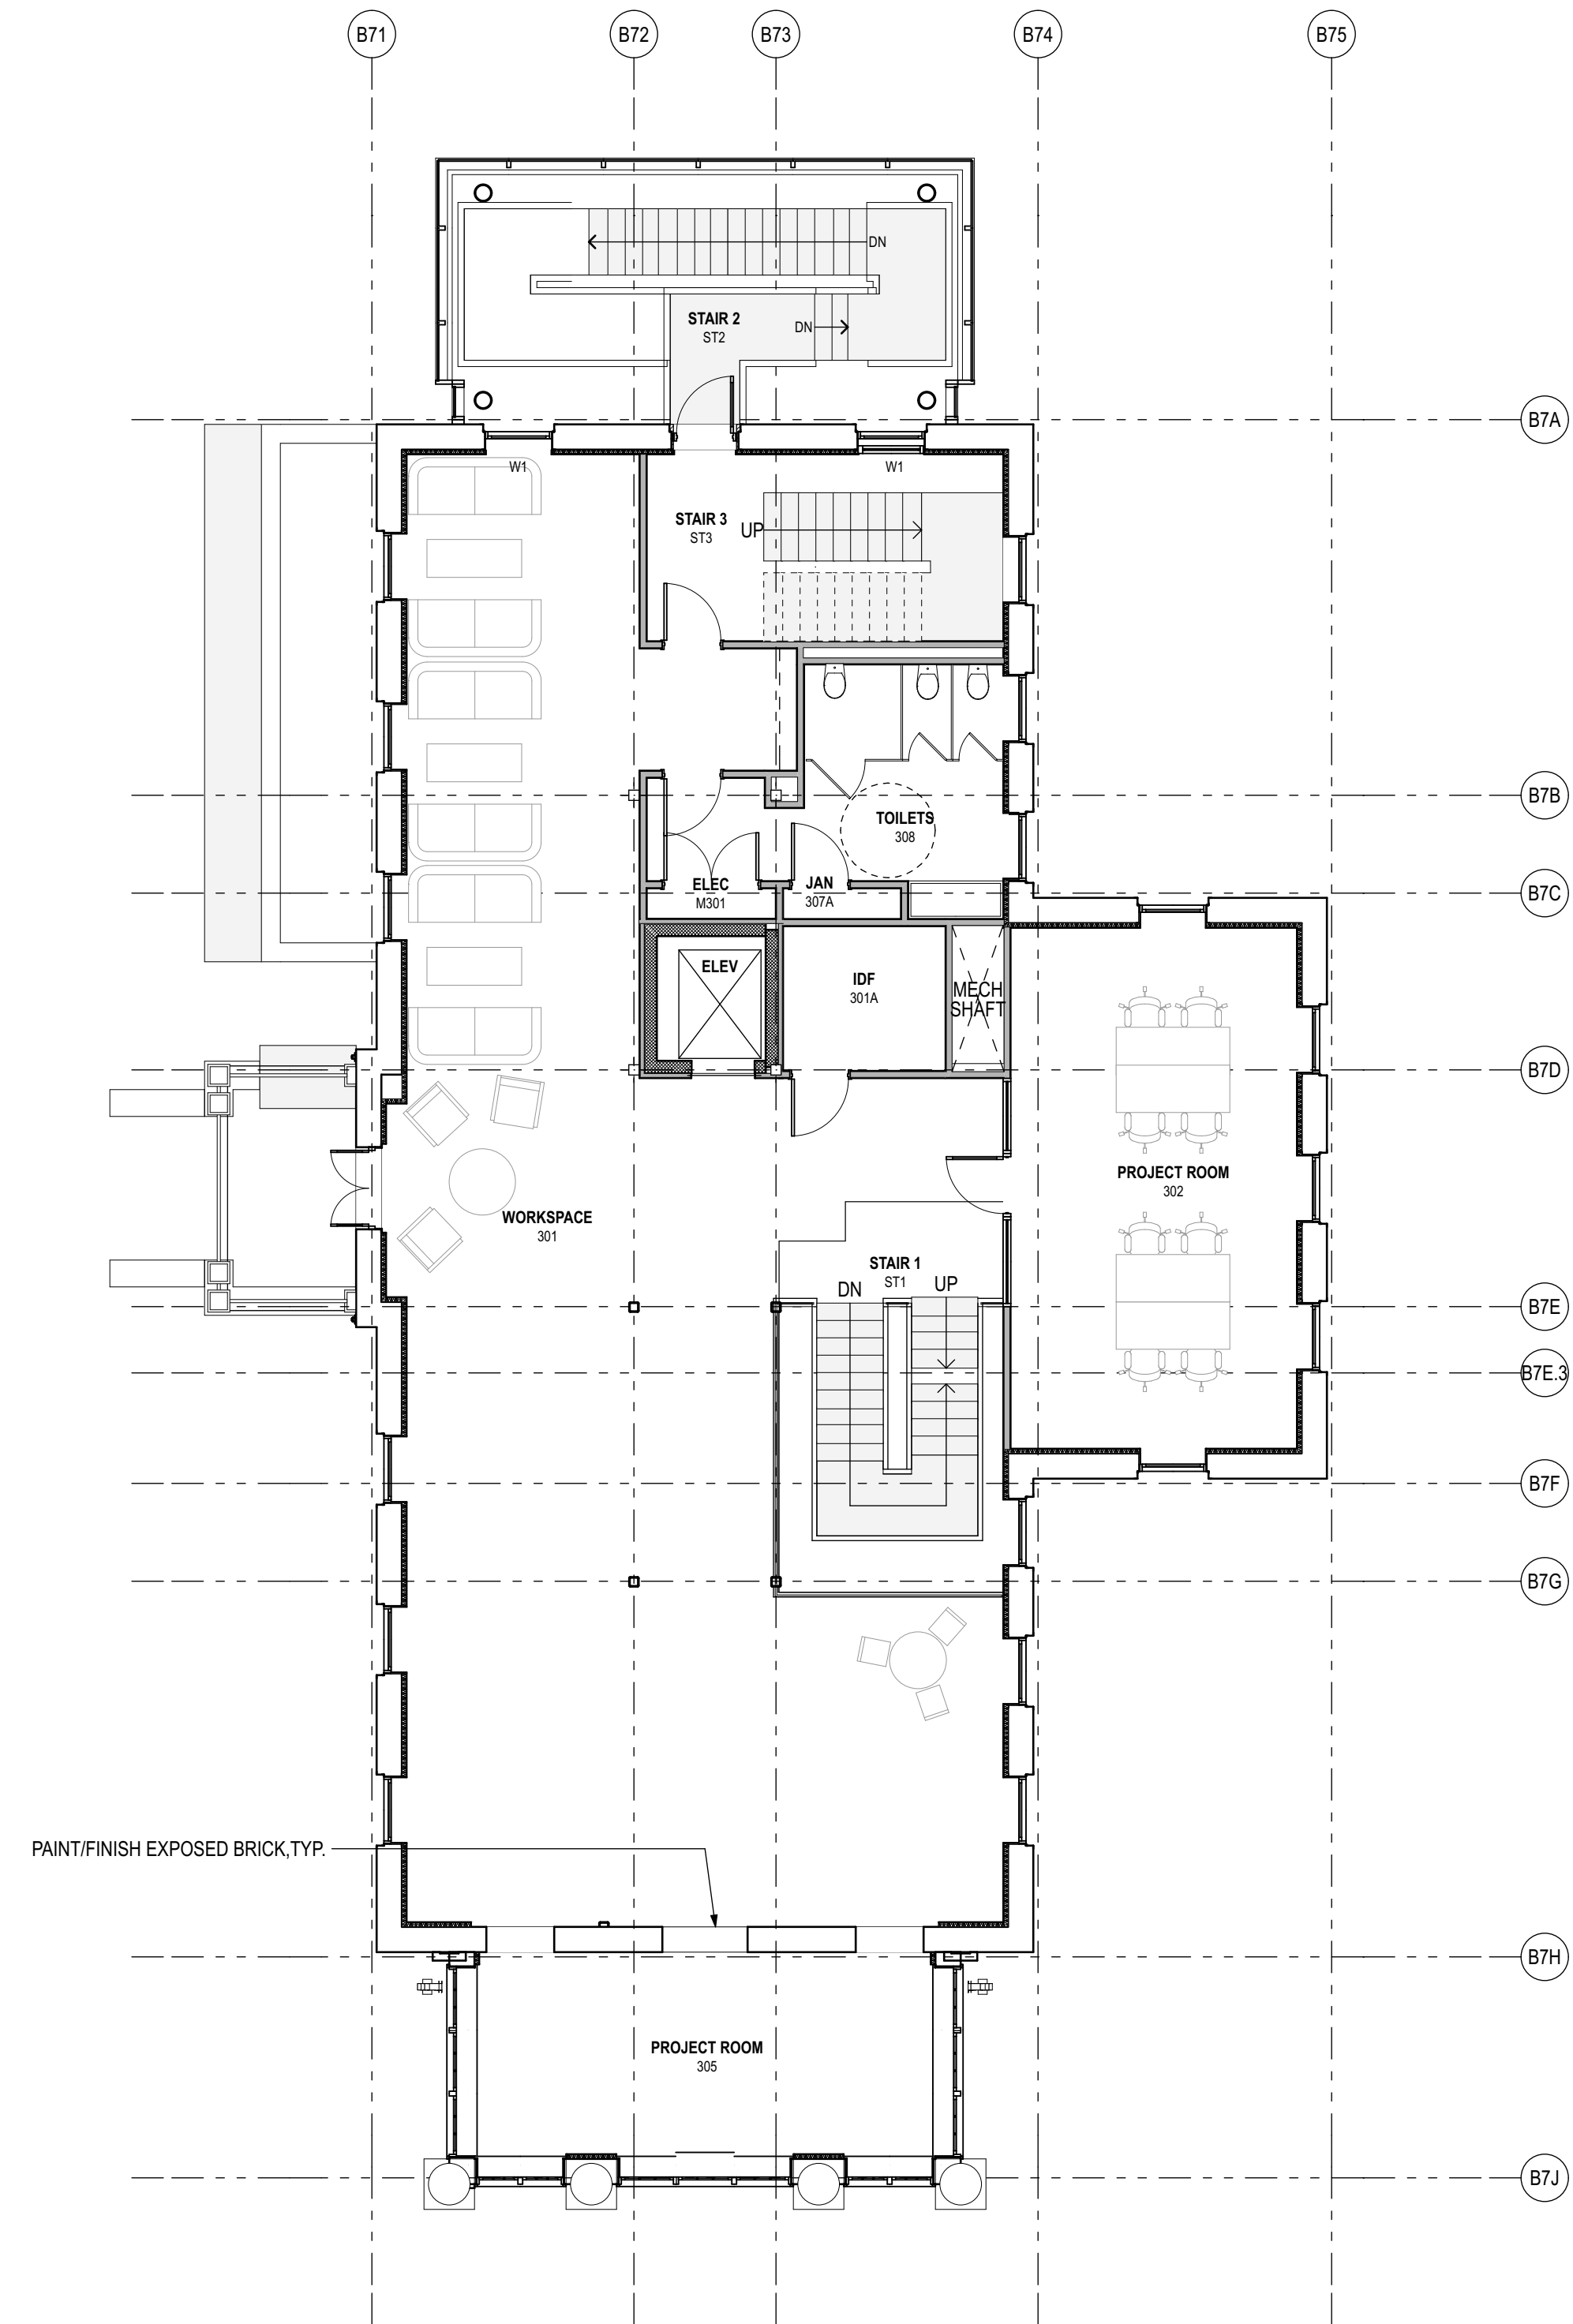 B71
B72
B73
B74
B75
DN
STAIR 2
ST2
DN
B7A
W1
W1
STAIR 3
ST3
UP
B7B
TOILETS
308
ELEC
M301
JAN
307A
B7C
ELEV
IDF
301A
MECH
SHAFT
B7D
PROJECT ROOM
302
WORKSPACE
301
STAIR 1
ST1
DN
UP
B7E
B7E.3
B7F
B7G
PAINT/FINISH EXPOSED BRICK,TYP.
B7H
PROJECT ROOM
305
B7J